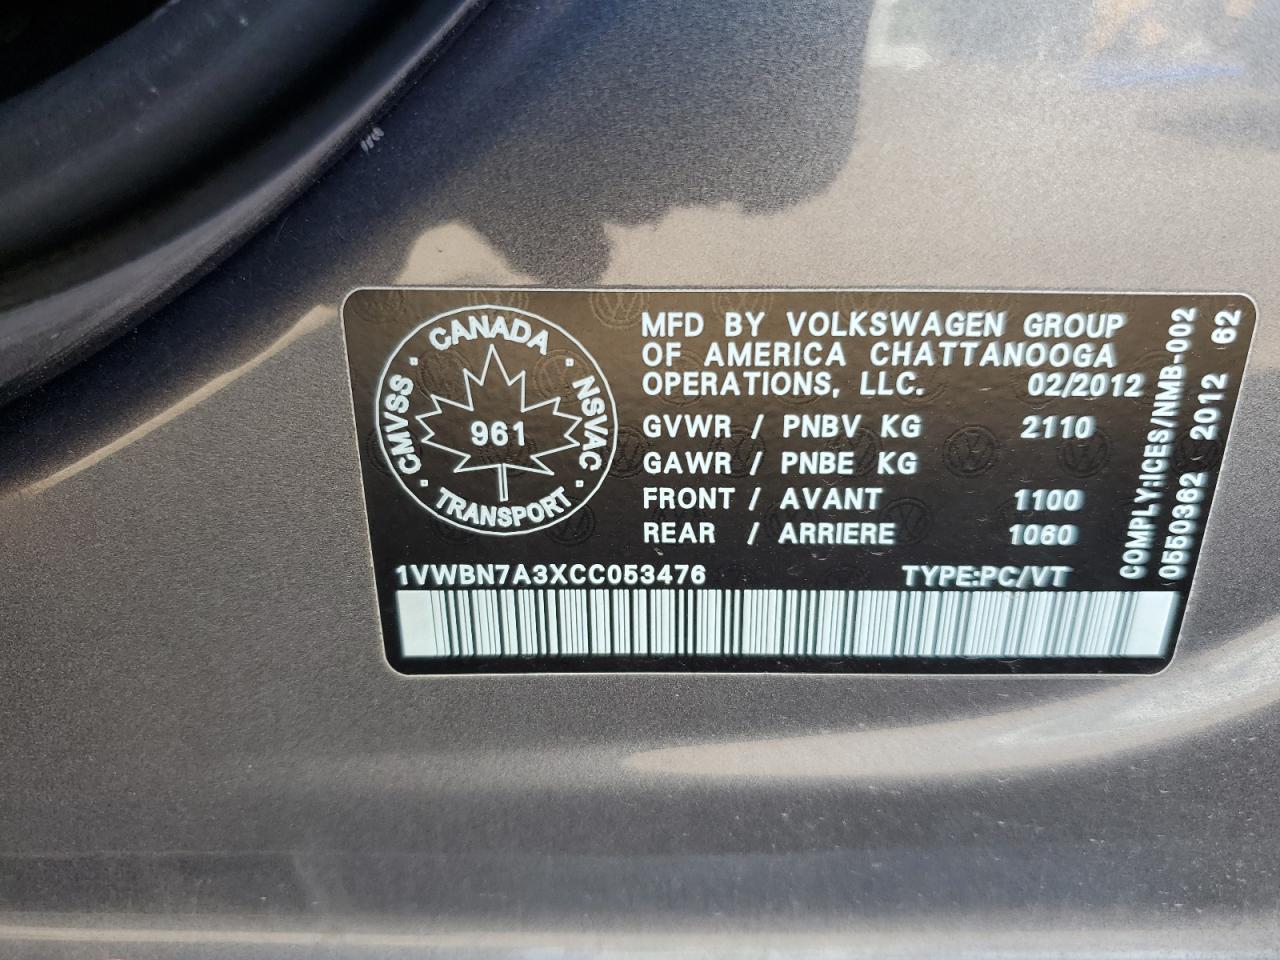 CANADA
CMVSS · NSVAC
961
TRANSPORT
MFD BY VOLKSWAGEN GROUP
OF AMERICA CHATTANOOGA
OPERATIONS, LLC. 02/2012
GVWR / PNBV KG 2110
GAWR / PNBE KG
FRONT / AVANT 1100
REAR / ARRIERE 1060
1VWBN7A3XCC053476 TYPE:PC/VT
COMPLY:ICES/NMB-002
0550362 2012 62